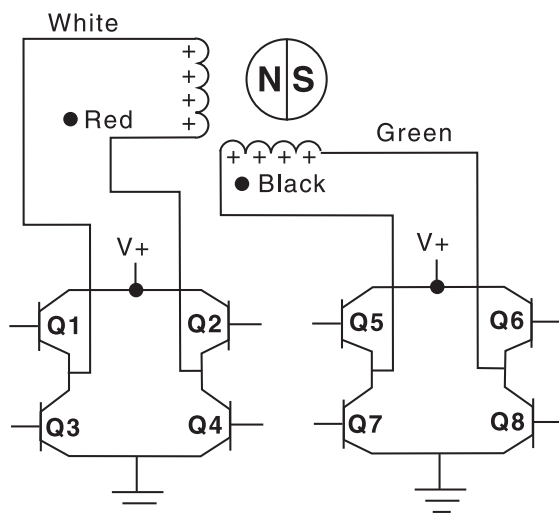 White
+
+
+
+
N S
Red
Green
+ + + +
Black
V+
V+
Q1
Q2
Q5
Q6
Q3
Q4
Q7
Q8